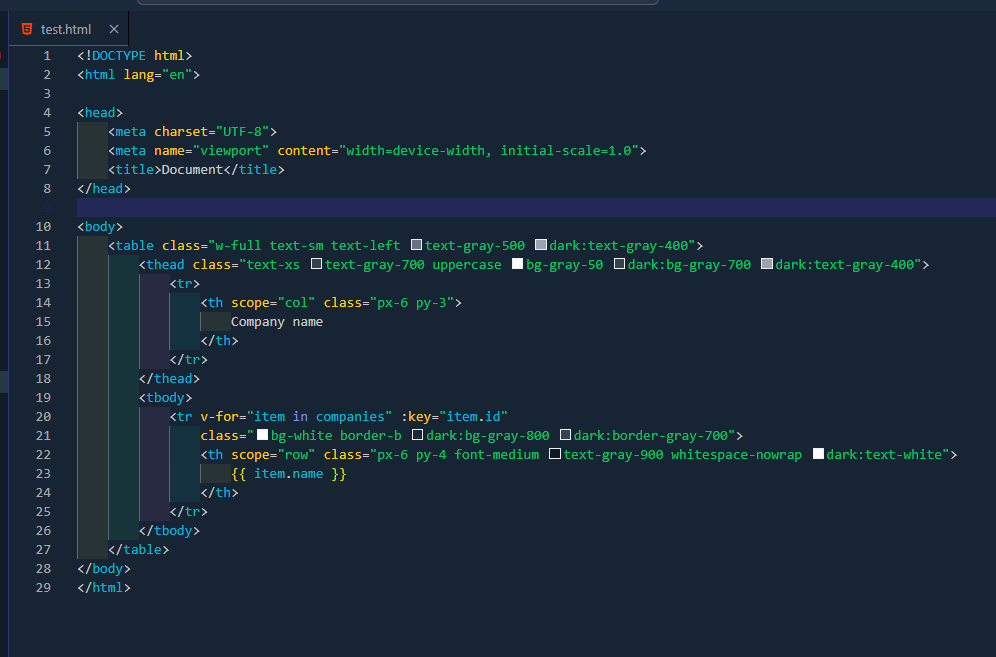 test.html
1 <!DOCTYPE html>
2 <html lang="en">
3
4 <head>
5 <meta charset="UTF-8">
6 <meta name="viewport" content="width=device-width, initial-scale=1.0">
7 <title>Document</title>
8 </head>
9
10 <body>
11 <table class="w-full text-sm text-left text-gray-500 dark:text-gray-400">
12 <thead class="text-xs text-gray-700 uppercase bg-gray-50 dark:bg-gray-700 dark:text-gray-400">
13 <tr>
14 <th scope="col" class="px-6 py-3">
15 Company name
16 </th>
17 </tr>
18 </thead>
19 <tbody>
20 <tr v-for="item in companies" :key="item.id"
21 class="bg-white border-b dark:bg-gray-800 dark:border-gray-700">
22 <th scope="row" class="px-6 py-4 font-medium text-gray-900 whitespace-nowrap dark:text-white">
23 {{ item.name }}
24 </th>
25 </tr>
26 </tbody>
27 </table>
28 </body>
29 </html>